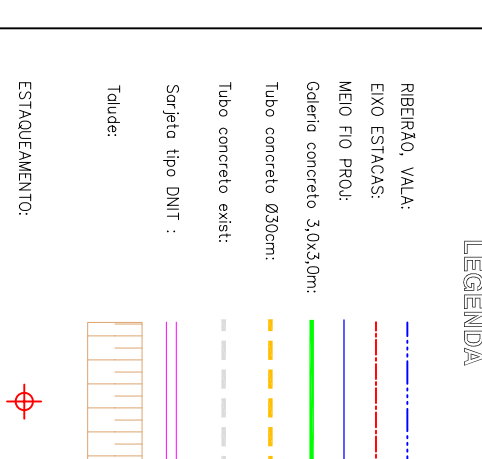 LEGENDA
RIBEIRÃO, VALA:
EIXO ESTACAS:
MEIO FIO PROJ:
Galeria concreto 3,0x3,0m:
Tubo concreto Ø30cm:
Tubo concreto exist:
Sarjeta tipo DNIT :
Talude:
ESTAQUEAMENTO: